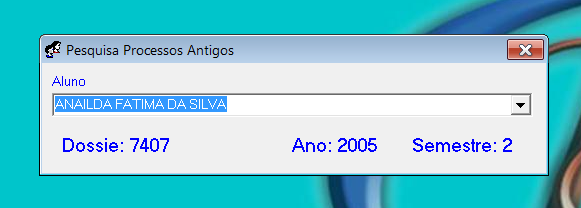 Pesquisa Processos Antigos
Aluno
ANAILDA FATIMA DA SILVA
Dossie: 7407 Ano: 2005 Semestre: 2